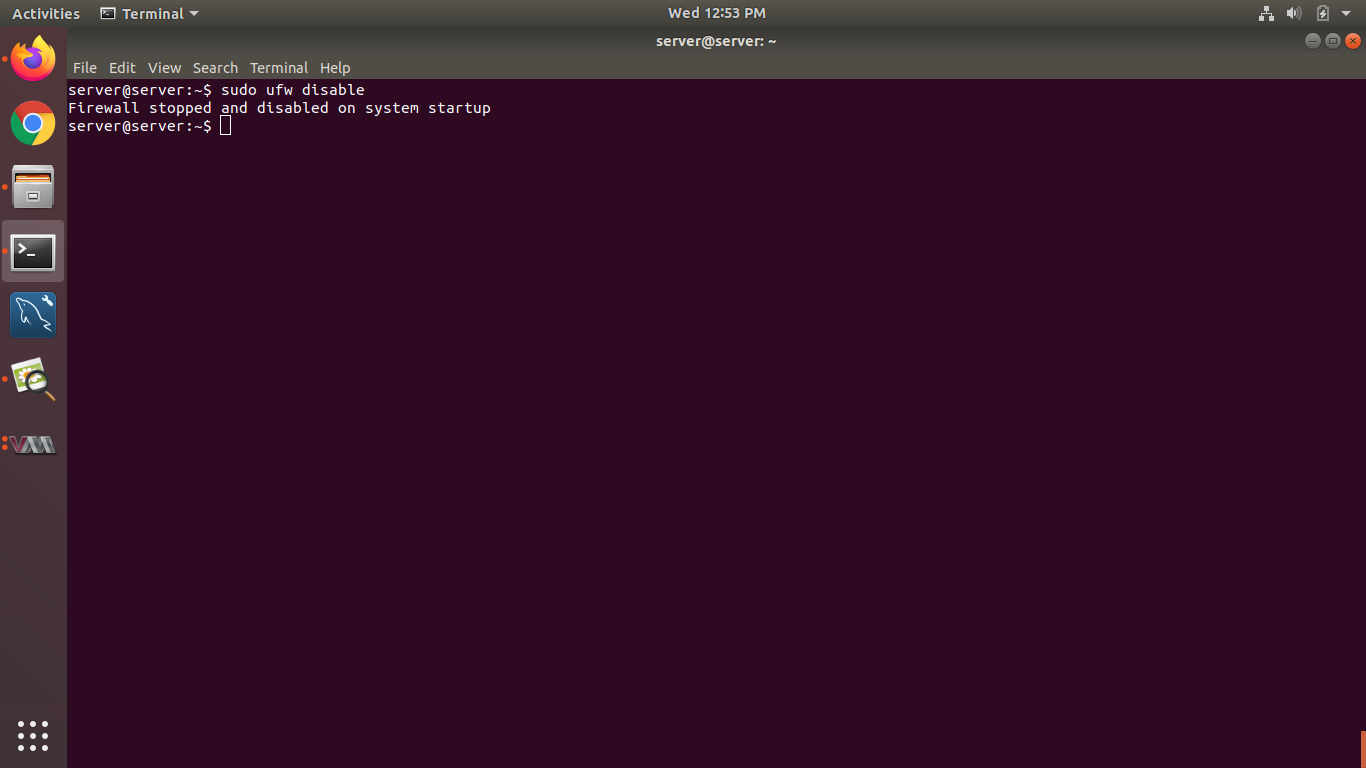 Activities Terminal Wed 12:53 PM
server@server: ~
File Edit View Search Terminal Help
server@server:~$ sudo ufw disable
Firewall stopped and disabled on system startup
server@server:~$
>_
VM